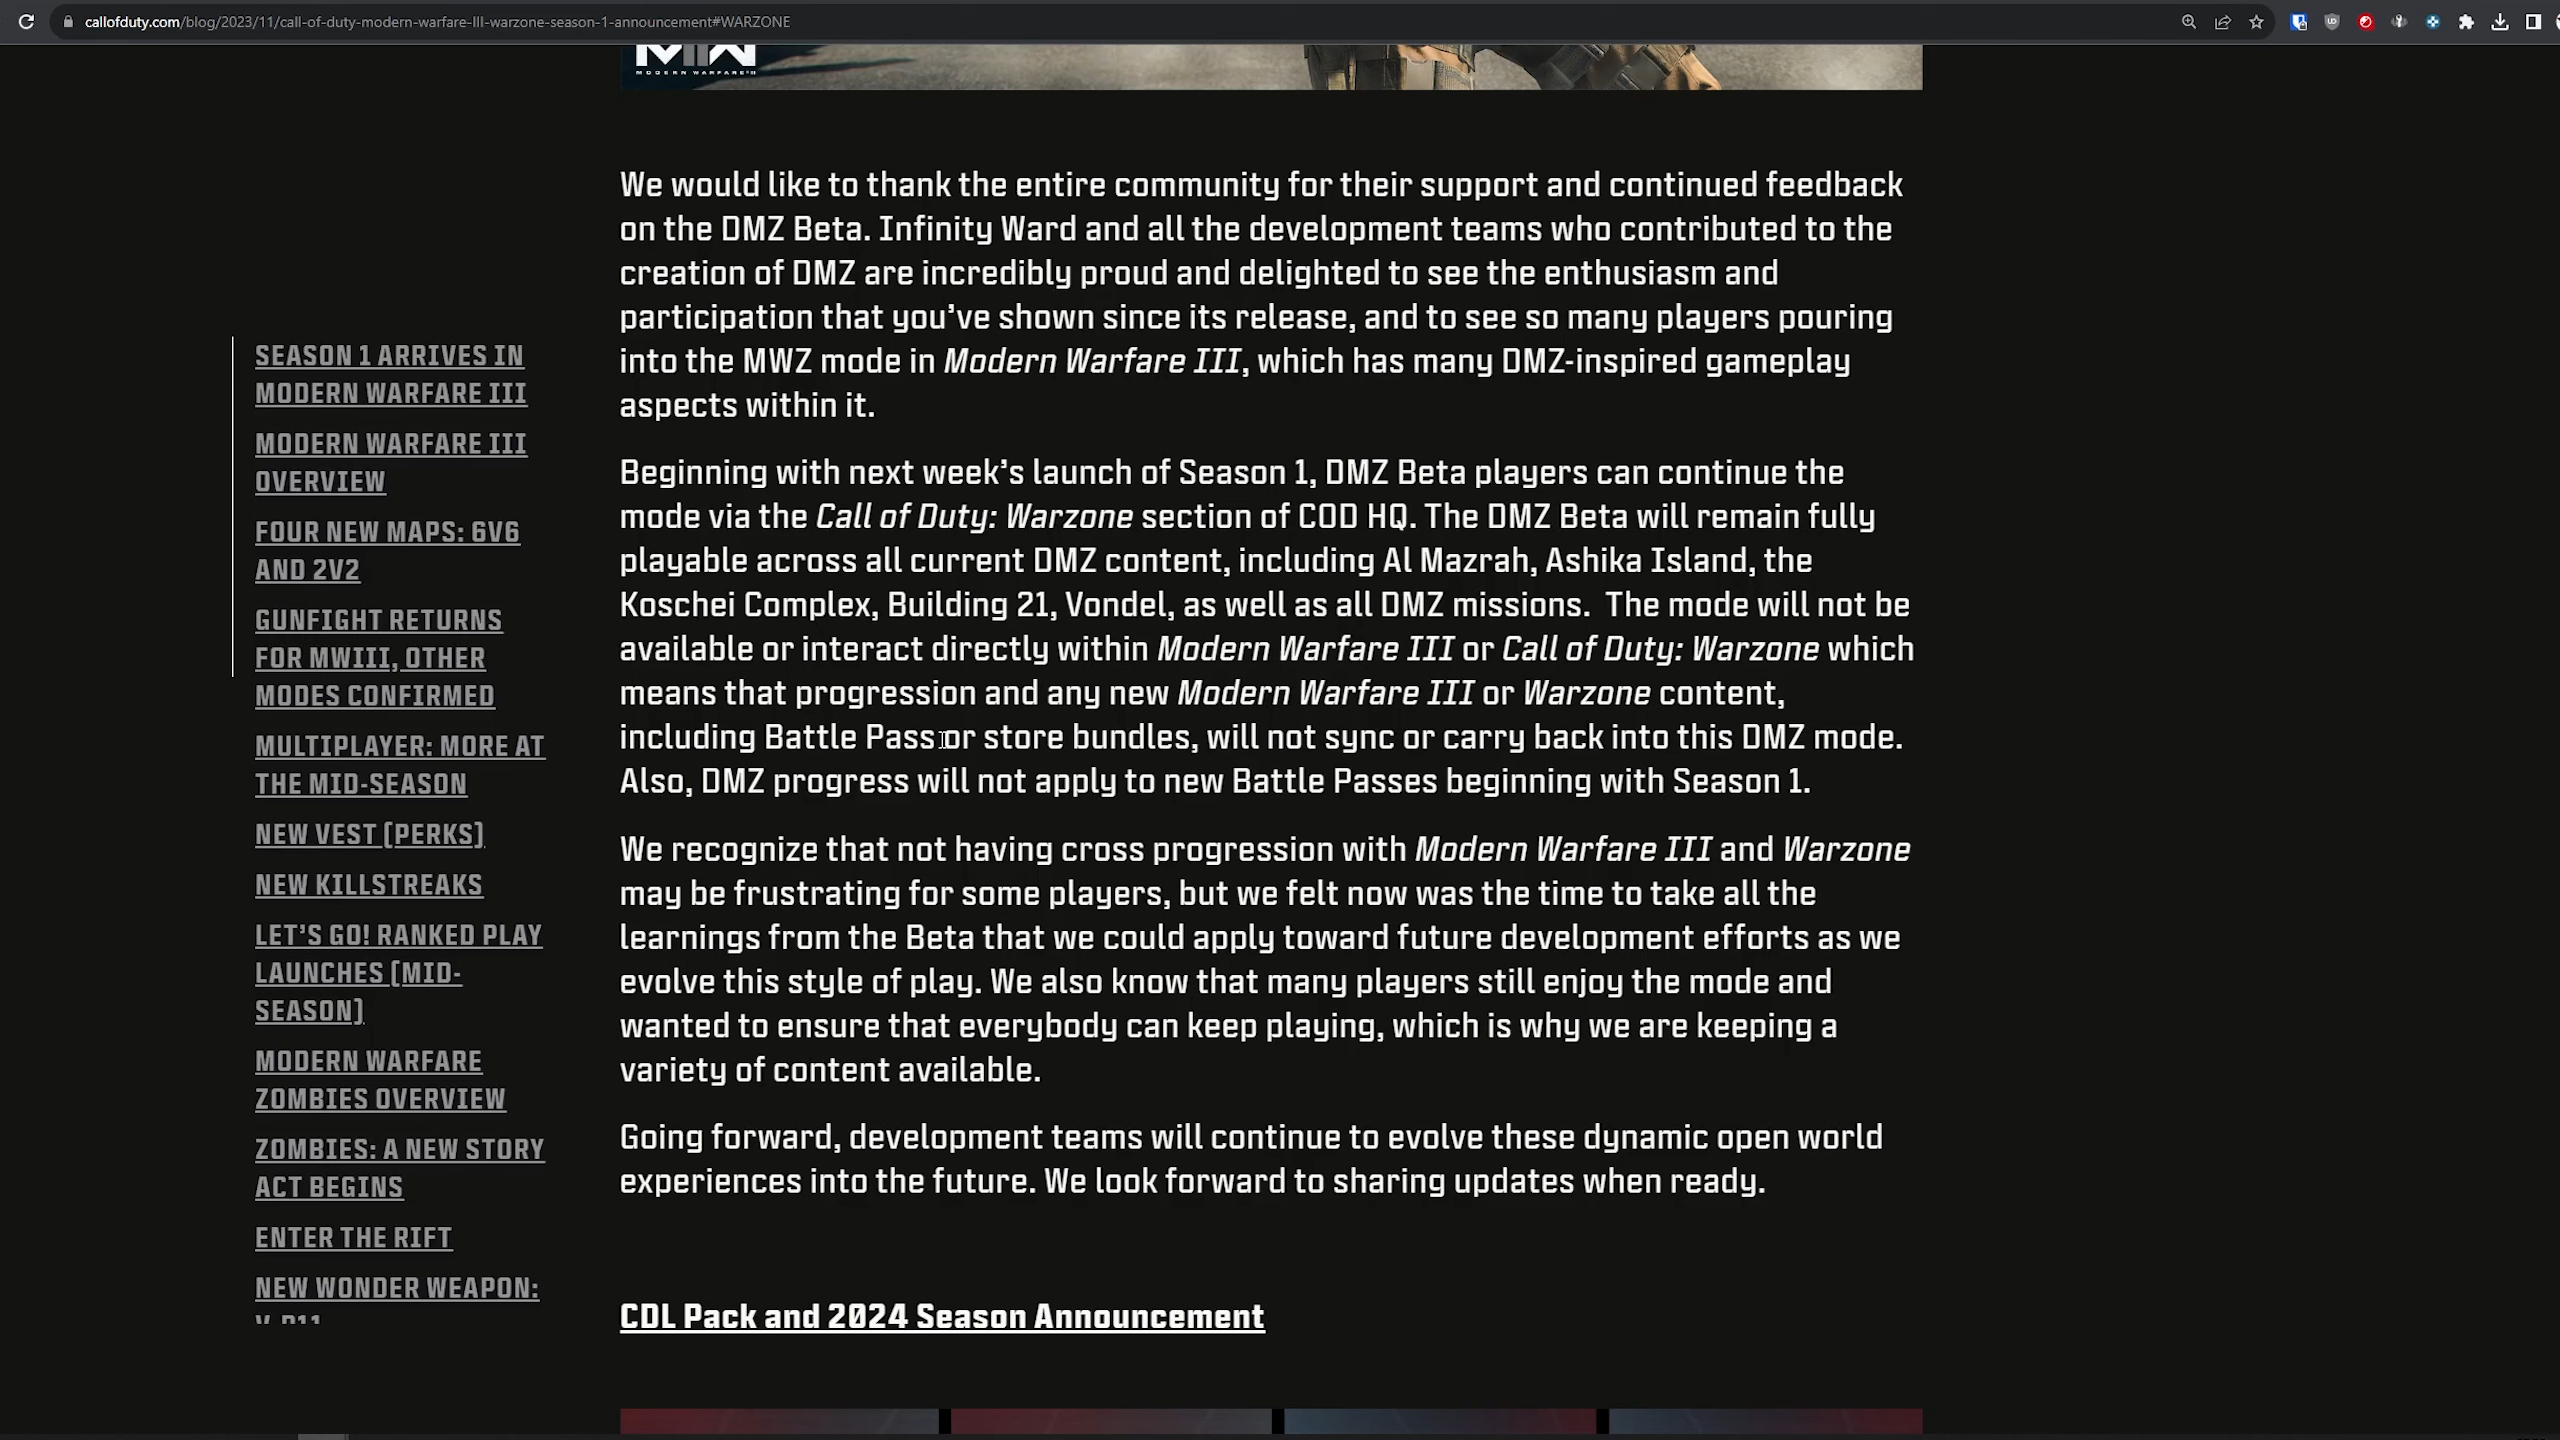 callofduty.com/blog/2023/11/call-of-duty-modern-warfare-III-warzone-season-1-announcement#WARZONE
MWII
MODERN WARFARE II
We would like to thank the entire community for their support and continued feedback
on the DMZ Beta. Infinity Ward and all the development teams who contributed to the
creation of DMZ are incredibly proud and delighted to see the enthusiasm and
participation that you’ve shown since its release, and to see so many players pouring
into the MWZ mode in Modern Warfare III, which has many DMZ-inspired gameplay
aspects within it.
Beginning with next week’s launch of Season 1, DMZ Beta players can continue the
mode via the Call of Duty: Warzone section of COD HQ. The DMZ Beta will remain fully
playable across all current DMZ content, including Al Mazrah, Ashika Island, the
Koschei Complex, Building 21, Vondel, as well as all DMZ missions.  The mode will not be
available or interact directly within Modern Warfare III or Call of Duty: Warzone which
means that progression and any new Modern Warfare III or Warzone content,
including Battle Pass or store bundles, will not sync or carry back into this DMZ mode.
Also, DMZ progress will not apply to new Battle Passes beginning with Season 1.
We recognize that not having cross progression with Modern Warfare III and Warzone
may be frustrating for some players, but we felt now was the time to take all the
learnings from the Beta that we could apply toward future development efforts as we
evolve this style of play. We also know that many players still enjoy the mode and
wanted to ensure that everybody can keep playing, which is why we are keeping a
variety of content available.
Going forward, development teams will continue to evolve these dynamic open world
experiences into the future. We look forward to sharing updates when ready.
CDL Pack and 2024 Season Announcement
SEASON 1 ARRIVES IN
MODERN WARFARE III
MODERN WARFARE III
OVERVIEW
FOUR NEW MAPS: 6V6
AND 2V2
GUNFIGHT RETURNS
FOR MWIII, OTHER
MODES CONFIRMED
MULTIPLAYER: MORE AT
THE MID-SEASON
NEW VEST (PERKS)
NEW KILLSTREAKS
LET’S GO! RANKED PLAY
LAUNCHES (MID-
SEASON)
MODERN WARFARE
ZOMBIES OVERVIEW
ZOMBIES: A NEW STORY
ACT BEGINS
ENTER THE RIFT
NEW WONDER WEAPON:
V-R11